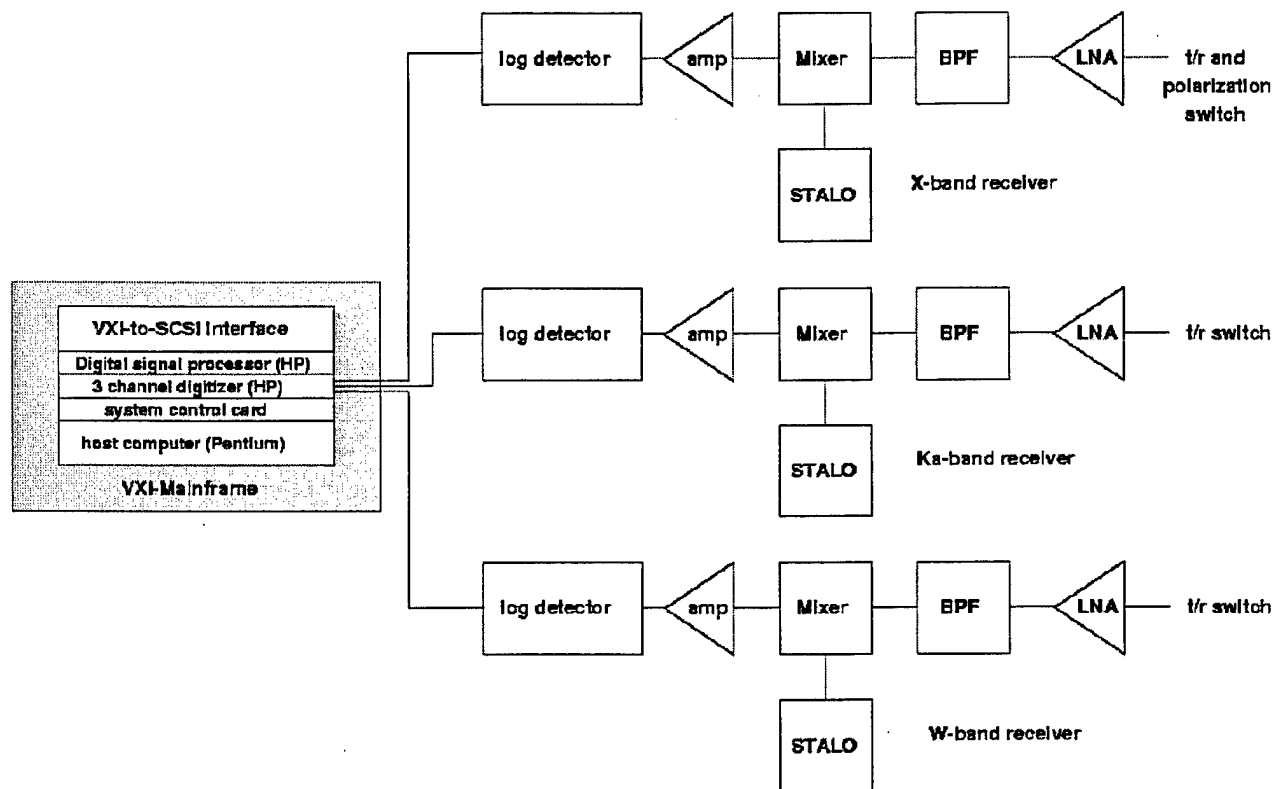 log detector
amp
Mixer
BPF
LNA
t/r and
polarization
switch
STALO
X-band receiver
VXI-to-SCSI Interface
Digital signal processor (HP)
3 channel digitizer (HP)
system control card
host computer (Pentium)
VXI-Mainframe
log detector
amp
Mixer
BPF
LNA
t/r switch
STALO
Ka-band receiver
log detector
amp
Mixer
BPF
LNA
t/r switch
STALO
W-band receiver